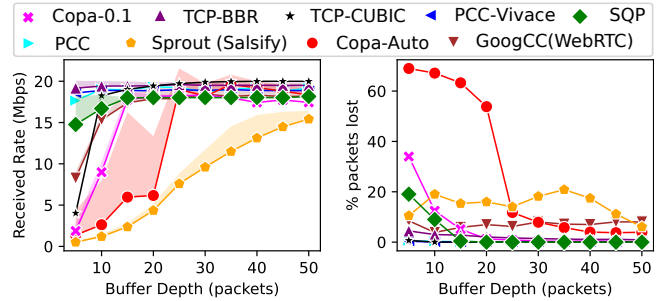 Copa-0.1 TCP-BBR TCP-CUBIC PCC-Vivace SQP
PCC Sprout (Salsify) Copa-Auto GoogCC(WebRTC)
Received Rate (Mbps)
20
15
10
5
0
10 20 30 40 50
Buffer Depth (packets)
% packets lost
80
60
40
20
0
10 20 30 40 50
Buffer Depth (packets)